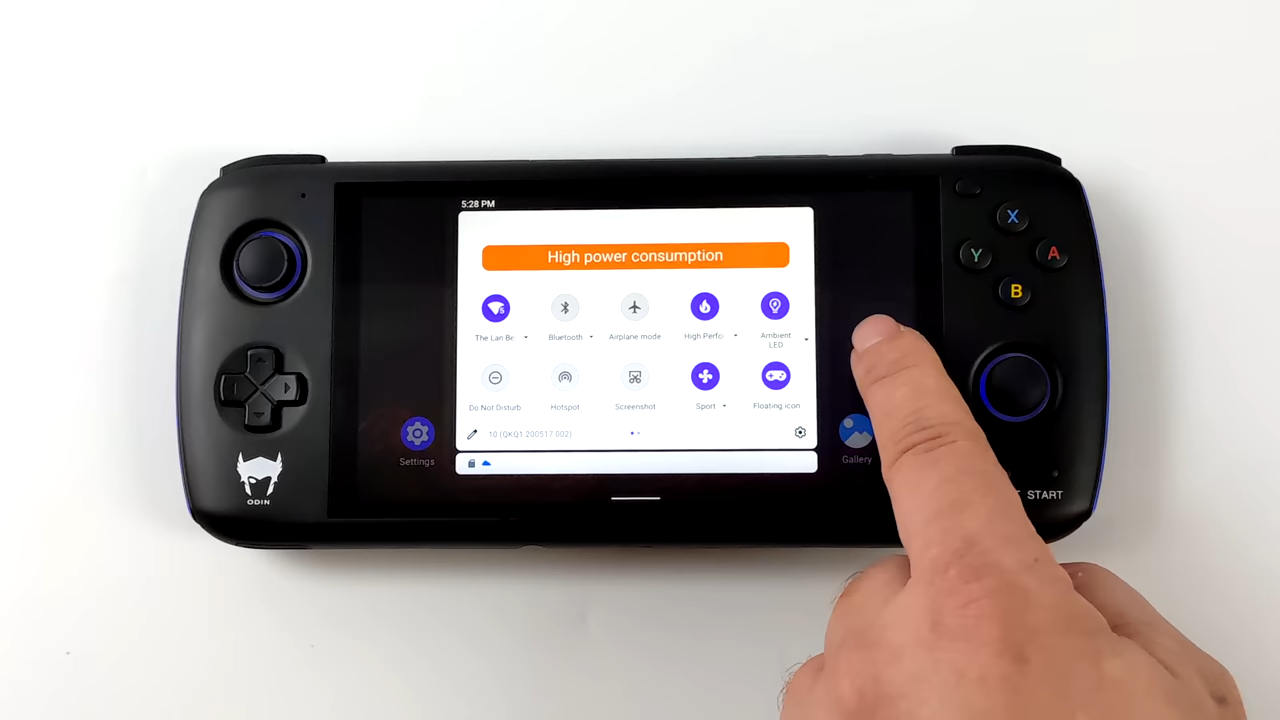 5:28 PM
High power consumption
The Lan Be
Bluetooth
Airplane mode
High Perfo
Ambient
LED
Do Not Disturb
Hotspot
Screenshot
Sport
Floating icon
10 (QKQ1.200517.002)
Settings
Gallery
X
Y
A
B
ODIN
START